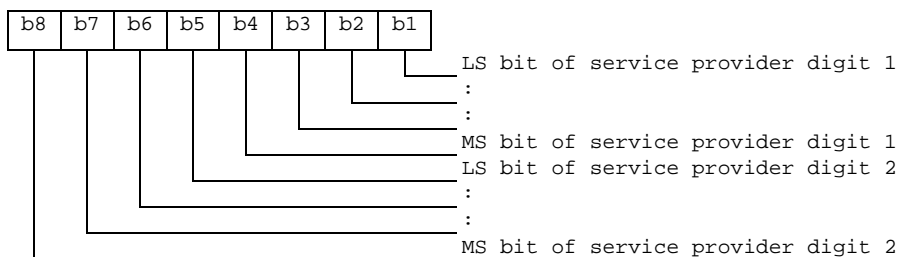 b8 b7 b6 b5 b4 b3 b2 b1
LS bit of service provider digit 1
:
:
MS bit of service provider digit 1
LS bit of service provider digit 2
:
:
MS bit of service provider digit 2